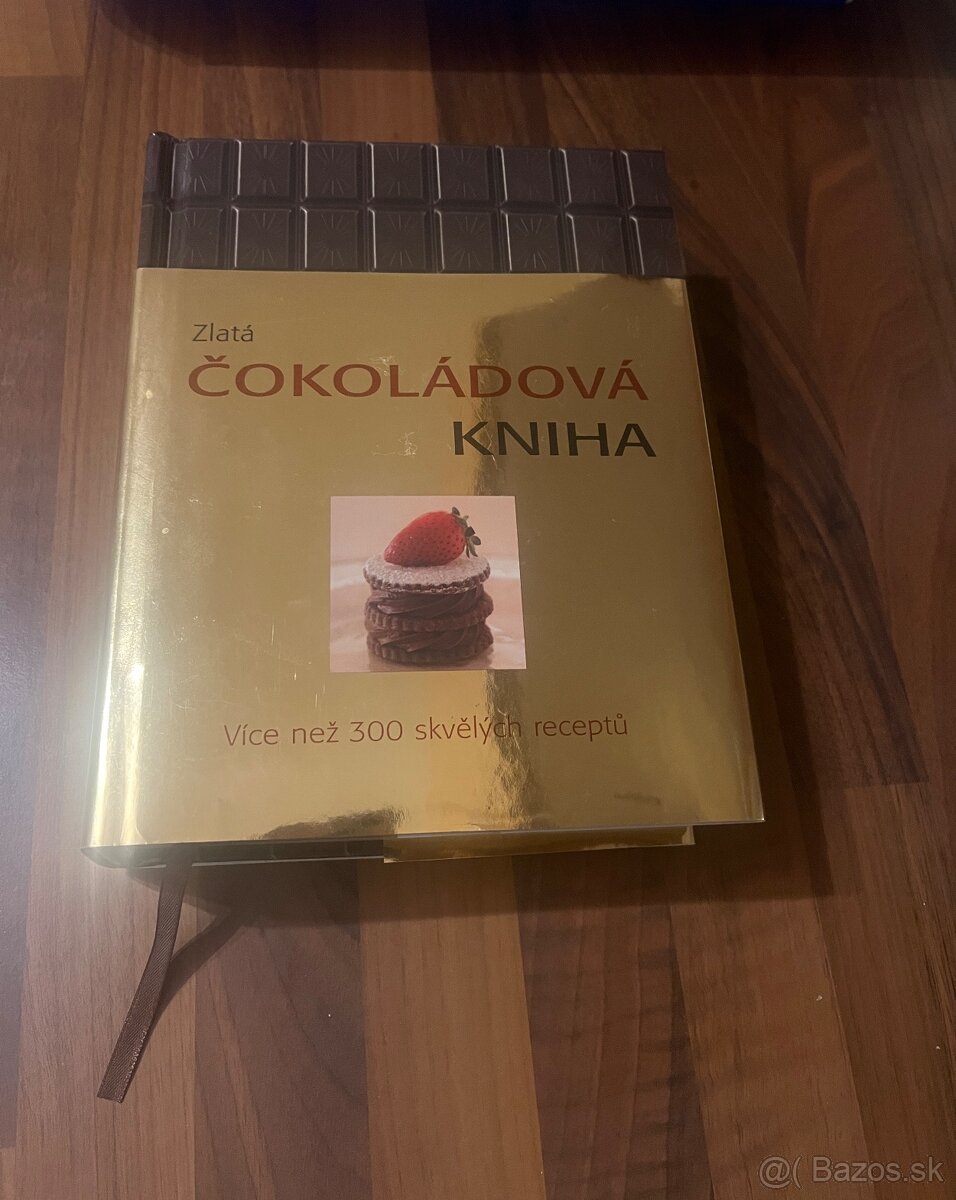 Zlatá
ČOKOLÁDOVÁ
KNIHA
Více než 300 skvělých receptů
@( Bazos.sk